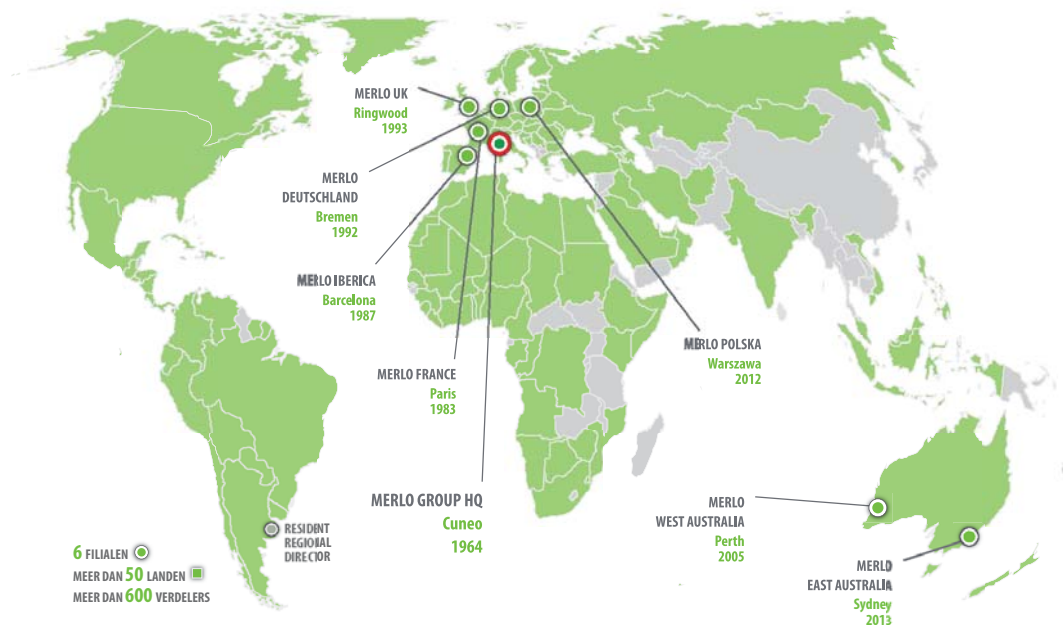 MERLO UK
Ringwood
1993
MERLO
DEUTSCHLAND
Bremen
1992
MERLO IBERICA
Barcelona
1987
MERLO FRANCE
Paris
1983
MERLO GROUP HQ
Cuneo
1964
MERLO POLSKA
Warszawa
2012
MERLO
WEST AUSTRALIA
Perth
2005
MERLO
EAST AUSTRALIA
Sydney
2013
RESIDENT
REGIONAL
DIRECTOR
6 FILIALEN
MEER DAN 50 LANDEN
MEER DAN 600 VERDELERS